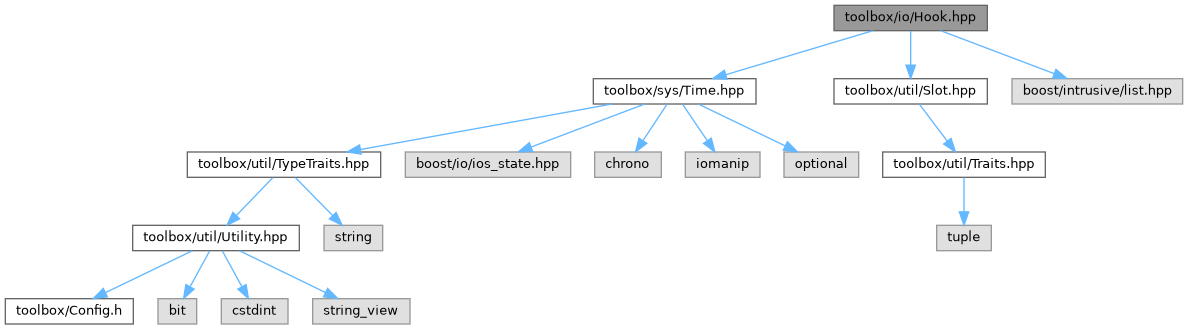 toolbox/io/Hook.hpp
toolbox/sys/Time.hpp
toolbox/util/Slot.hpp
boost/intrusive/list.hpp
toolbox/util/TypeTraits.hpp
boost/io/ios_state.hpp
chrono
iomanip
optional
toolbox/util/Traits.hpp
toolbox/util/Utility.hpp
string
tuple
toolbox/Config.h
bit
cstdint
string_view